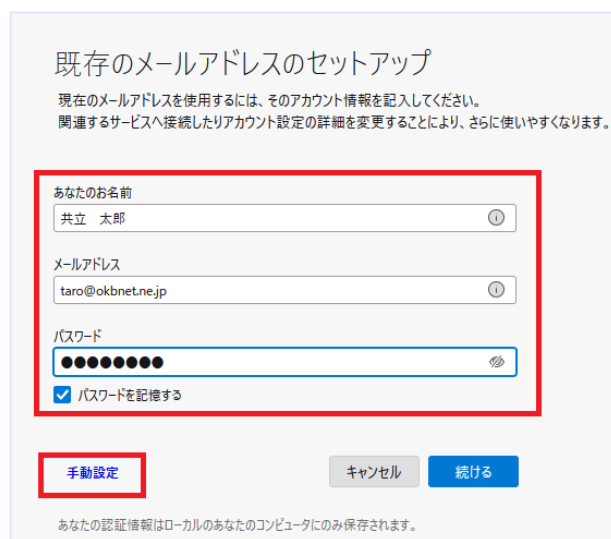 既存のメールアドレスのセットアップ
現在のメールアドレスを使用するには、そのアカウント情報を記入してください。
関連するサービスへ接続したりアカウント設定の詳細を変更することにより、さらに使いやすくなります。
あなたのお名前
共立　太郎
メールアドレス
taro@okbnet.ne.jp
パスワード
●●●●●●●●
パスワードを記憶する
手動設定 キャンセル 続ける
あなたの認証情報はローカルのあなたのコンピュータにのみ保存されます。